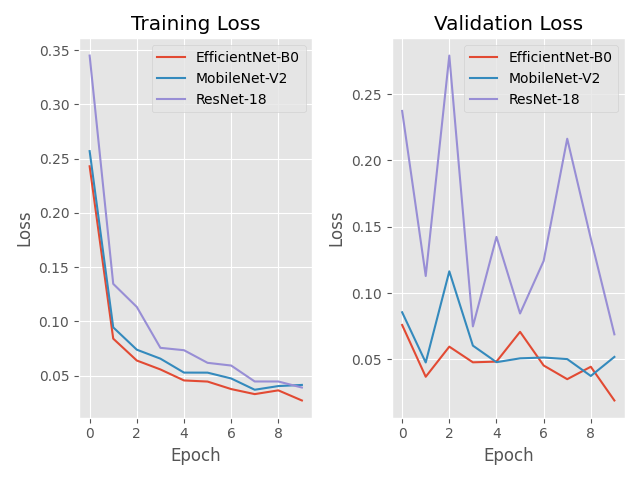 Training Loss
Validation Loss
EfficientNet-B0
MobileNet-V2
ResNet-18
EfficientNet-B0
MobileNet-V2
ResNet-18
Loss
0.35
0.30
0.25
0.20
0.15
0.10
0.05
0 2 4 6 8
Epoch
Loss
0.25
0.20
0.15
0.10
0.05
0 2 4 6 8
Epoch